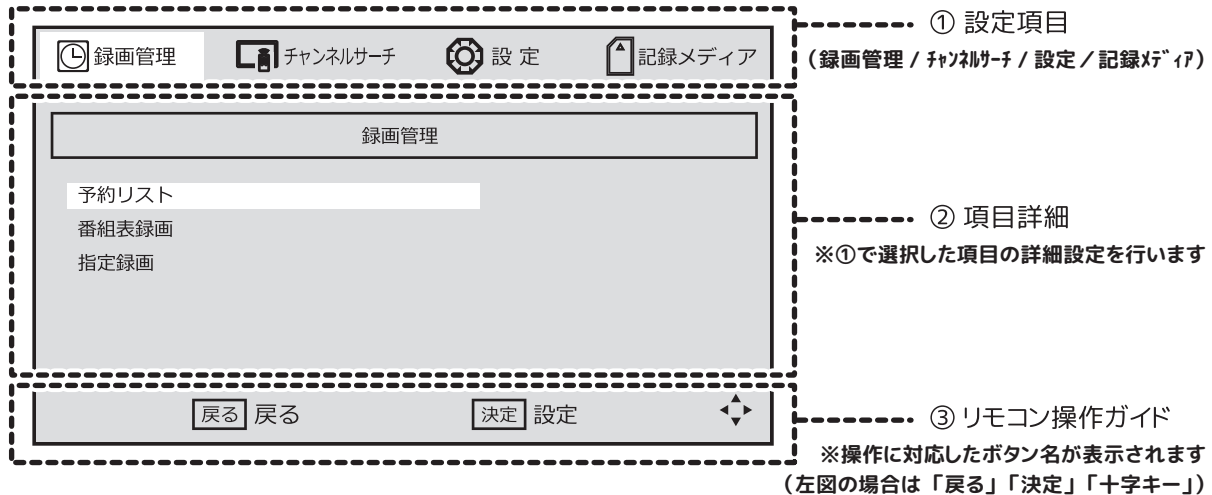 録画管理 チャンネルサーチ 設 定 記録メディア
① 設定項目
(録画管理 / チャンネルサーチ / 設定 / 記録メディア)
録画管理
予約リスト
番組表録画
指定録画
② 項目詳細
※①で選択した項目の詳細設定を行います
戻る 戻る 決定 設定
③ リモコン操作ガイド
※操作に対応したボタン名が表示されます
(左図の場合は「戻る」「決定」「十字キー」)